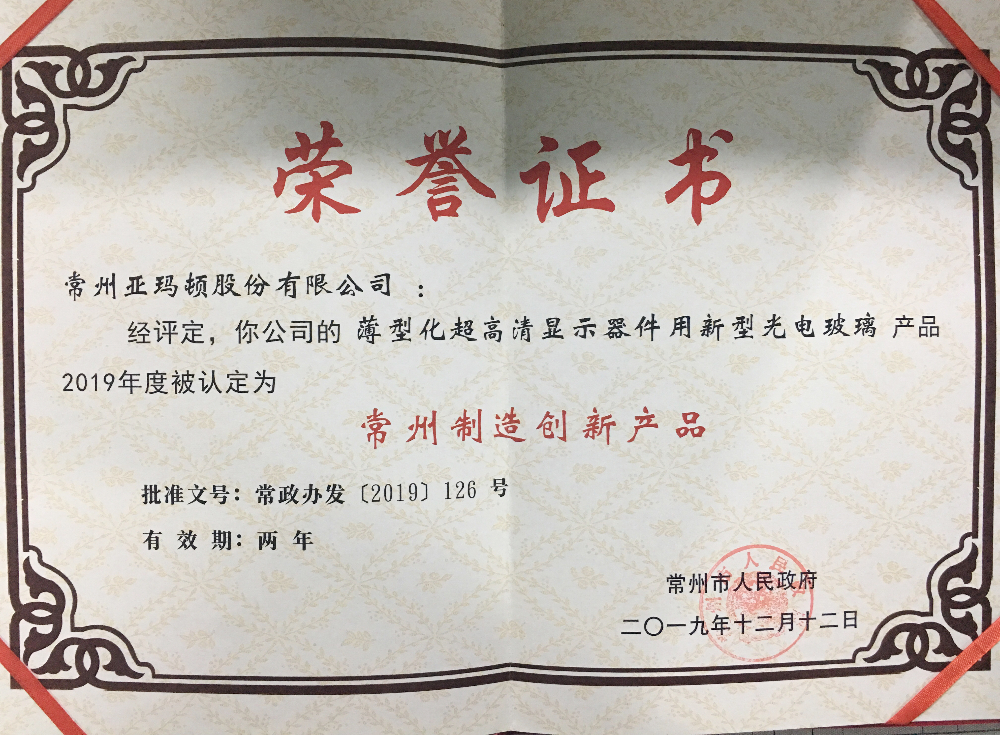 荣誉证书
常州亚玛顿股份有限公司：
经评定，你公司的 薄型化超高清显示器件用新型光电玻璃 产品
2019年度被认定为
常州制造创新产品
批准文号：常政办发〔2019〕126 号
有 效 期：两 年
常州市人民政府
二〇一九年十二月十二日